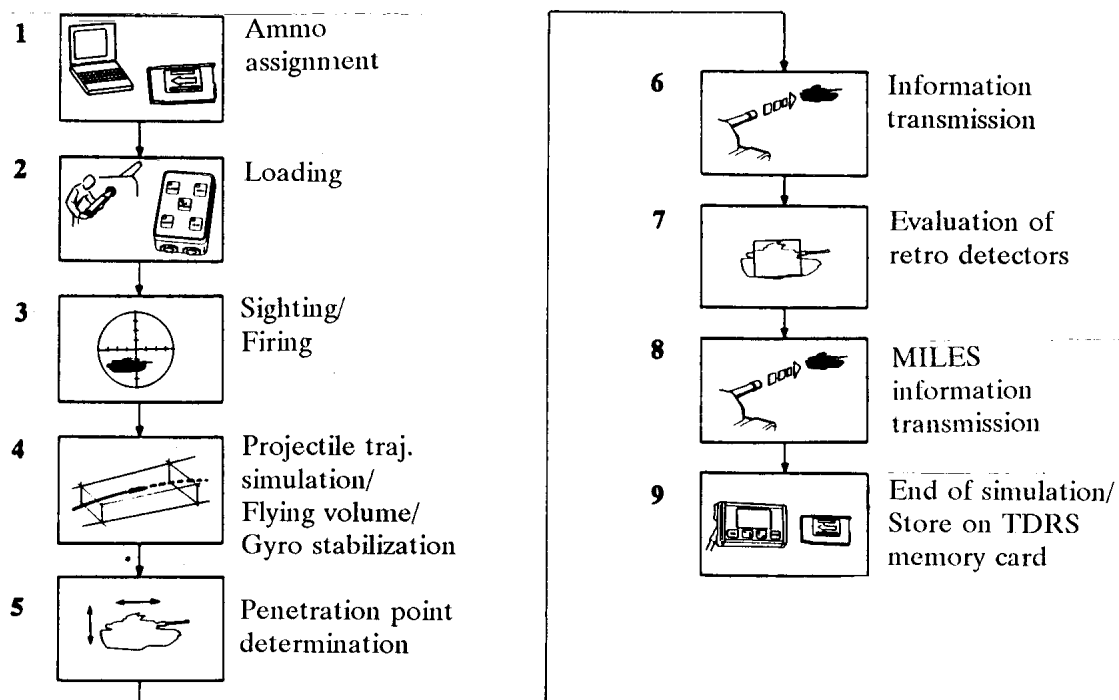 1
Ammo
assignment
2
Loading
3
Sighting/
Firing
4
Projectile traj.
simulation/
Flying volume/
Gyro stabilization
5
Penetration point
determination
6
Information
transmission
7
Evaluation of
retro detectors
8
MILES
information
transmission
9
End of simulation/
Store on TDRS
memory card